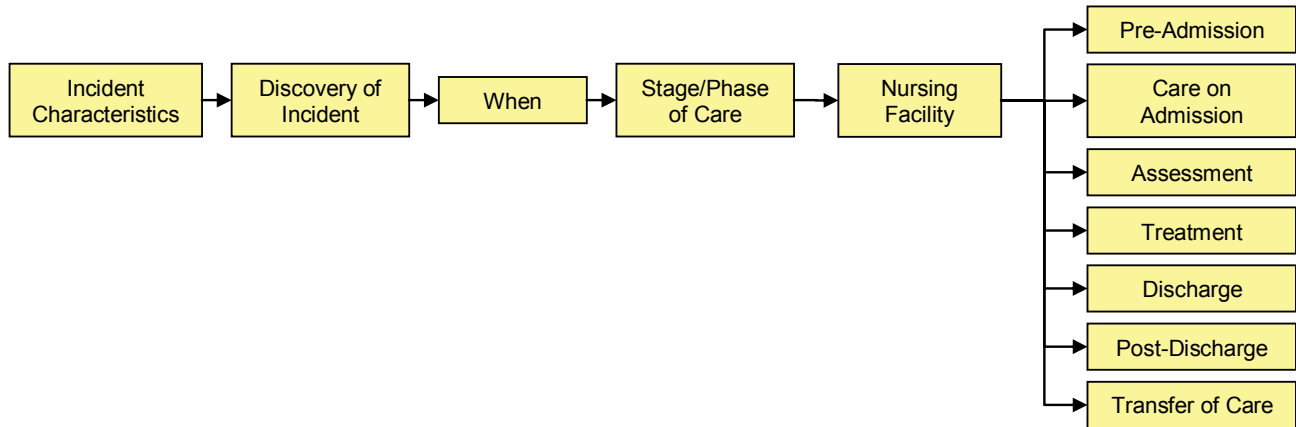 Incident
Characteristics
Discovery of
Incident
When
Stage/Phase
of Care
Nursing
Facility
Pre-Admission
Care on
Admission
Assessment
Treatment
Discharge
Post-Discharge
Transfer of Care